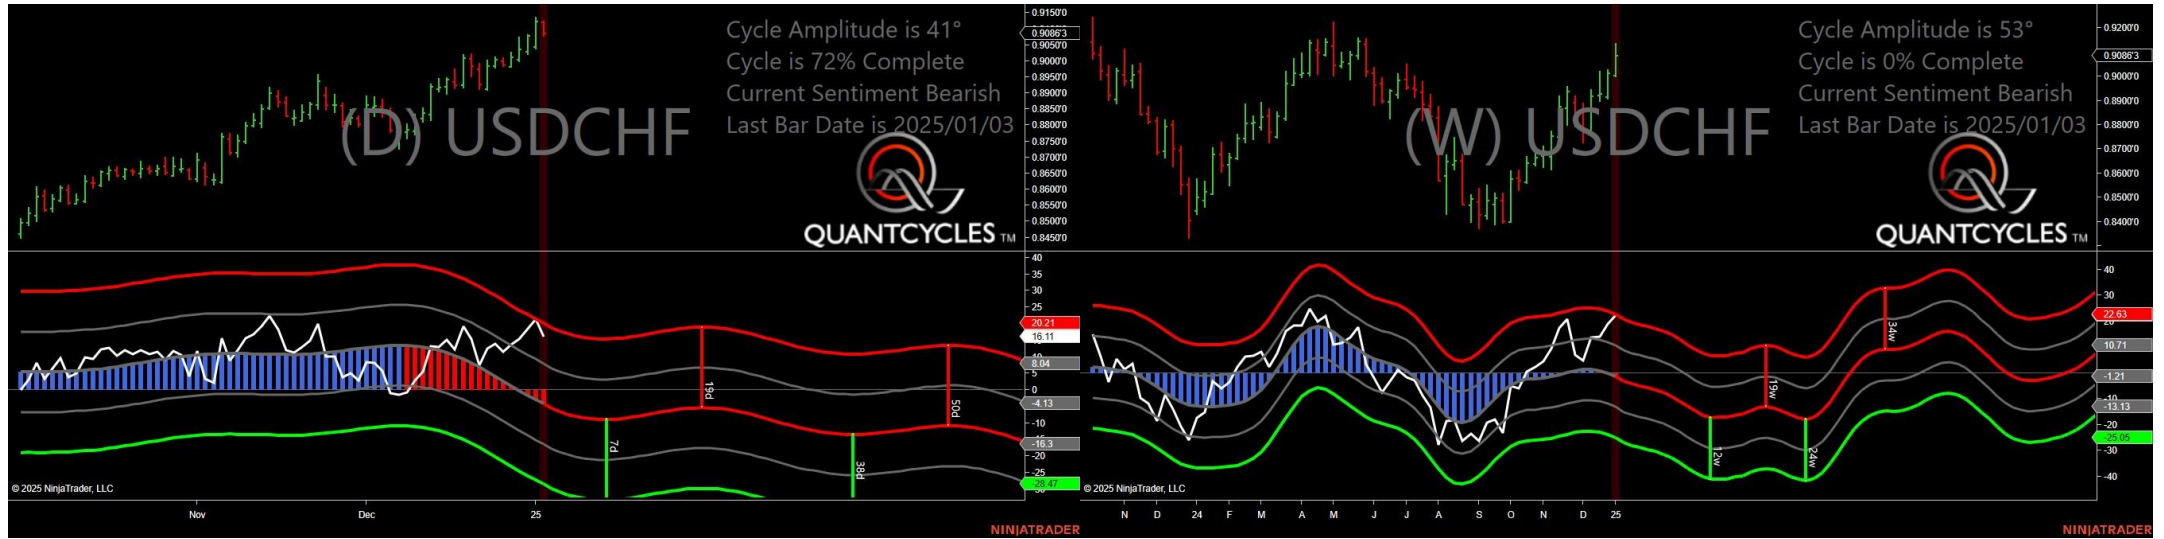 Cycle Amplitude is 41°
Cycle is 72% Complete
Current Sentiment Bearish
Last Bar Date is 2025/01/03
(D) USDCHF
QUANTCYCLES TM
0.9150'0
0.9086'3
0.9050'0
0.9000'0
0.8950'0
0.8900'0
0.8850'0
0.8800'0
0.8750'0
0.8700'0
0.8650'0
0.8600'0
0.8550'0
0.8500'0
0.8450'0
40
35
30
25
20.21
16.11
8.04
5
0
-4.13
-10
-16.3
-20
-25
-28.47
7d
19d
38d
50d
© 2025 NinjaTrader, LLC
Nov
Dec
25
NINJATRADER
Cycle Amplitude is 53°
Cycle is 0% Complete
Current Sentiment Bearish
Last Bar Date is 2025/01/03
(W) USDCHF
QUANTCYCLES TM
0.9200'0
0.9086'3
0.9000'0
0.8900'0
0.8800'0
0.8700'0
0.8600'0
0.8500'0
0.8400'0
40
30
22.63
20
10.71
-1.21
-10
-13.13
-20
-25.05
-30
-40
12w
19w
24w
34w
© 2025 NinjaTrader, LLC
N
D
24
F
M
A
M
J
J
A
S
O
N
D
25
NINJATRADER